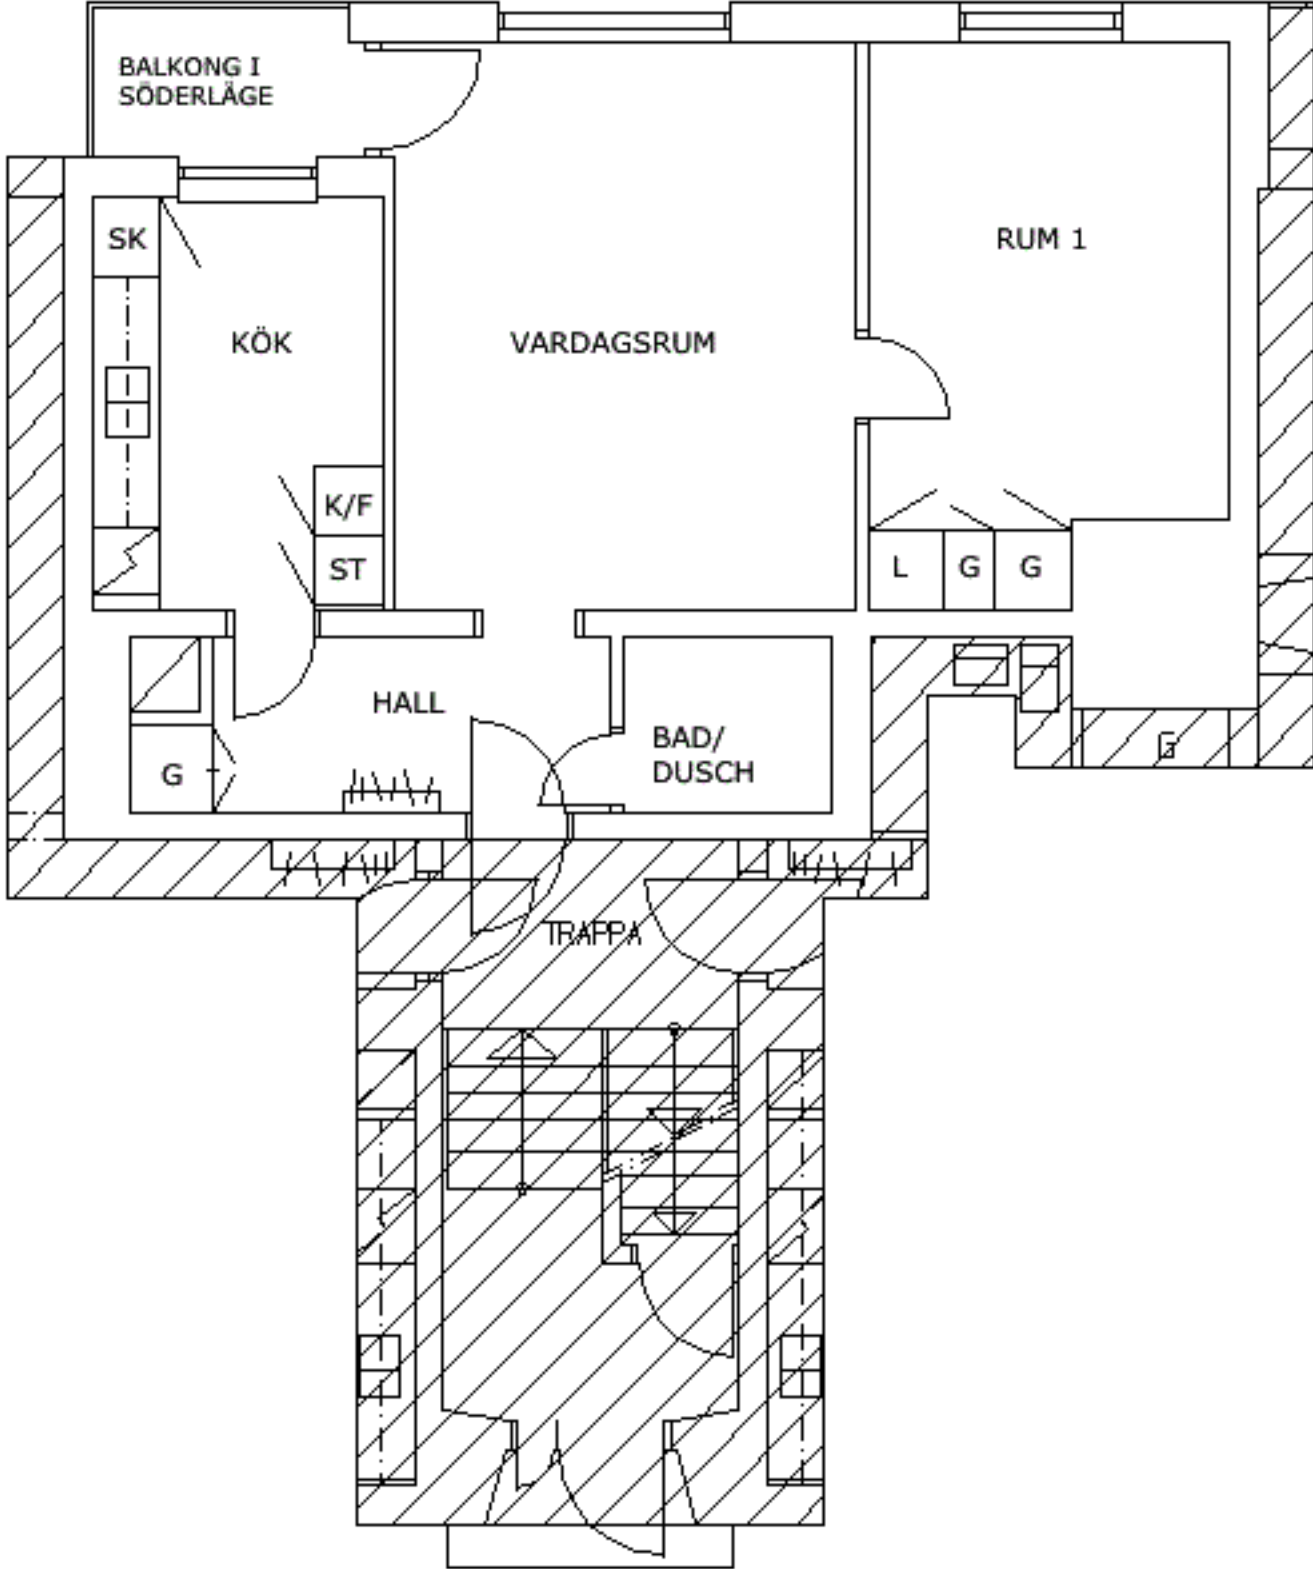 BALKONG I
SÖDERLÄGE
SK
RUM 1
KÖK
VARDAGSRUM
K/F
ST
L
G
G
HALL
BAD/
DUSCH
G
G
TRAPPA